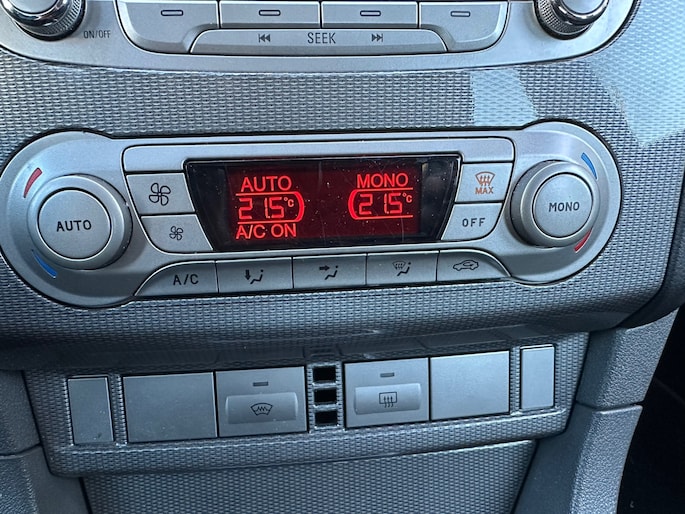 ON/OFF
SEEK
AUTO
AUTO
21.5°C
A/C ON
MONO
21.5°C
MAX
OFF
MONO
A/C